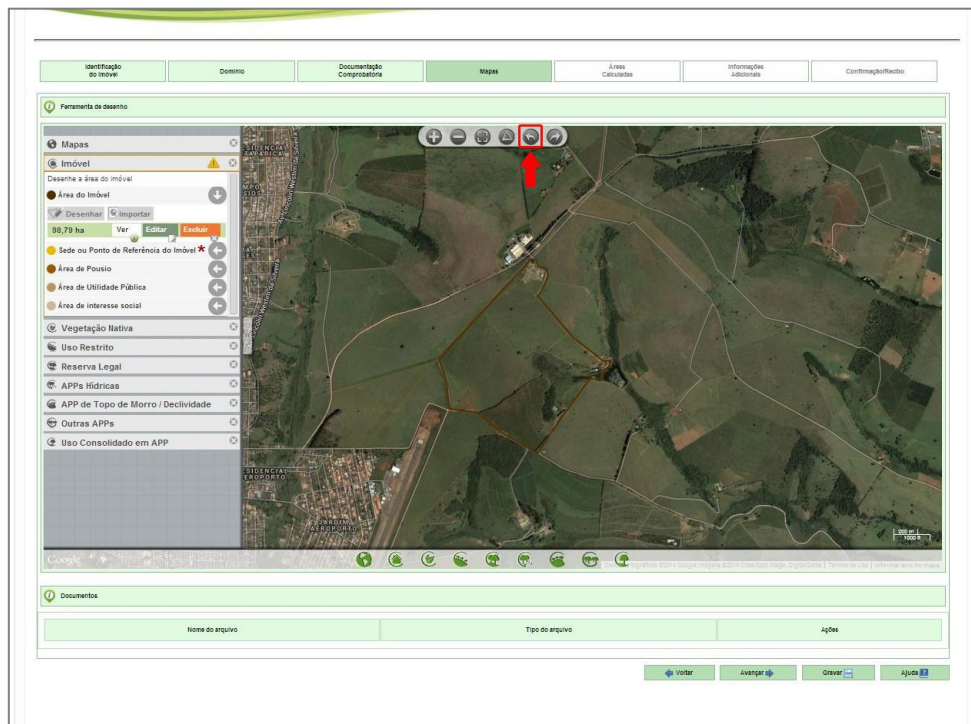 Identificação
do Imóvel
Domínio
Documentação
Comprobatória
Mapas
Áreas
Calculadas
Informações
Adicionais
Confirmação/Recibo
Ferramenta de desenho
Mapas
Imóvel
Desenhe a área do imóvel
Área do Imóvel
Desenhar
Importar
98,79 ha
Ver
Editar
Excluir
Sede ou Ponto de Referência do Imóvel *
Área de Pousio
Área de Utilidade Pública
Área de interesse social
Vegetação Nativa
Uso Restrito
Reserva Legal
APPs Hídricas
APP de Topo de Morro / Declividade
Outras APPs
Uso Consolidado em APP
JARDIM
AEROPORTO
200 m
1000 ft
Google
Documentos
Nome do arquivo
Tipo do arquivo
Ações
Voltar
Avançar
Gravar
Ajuda